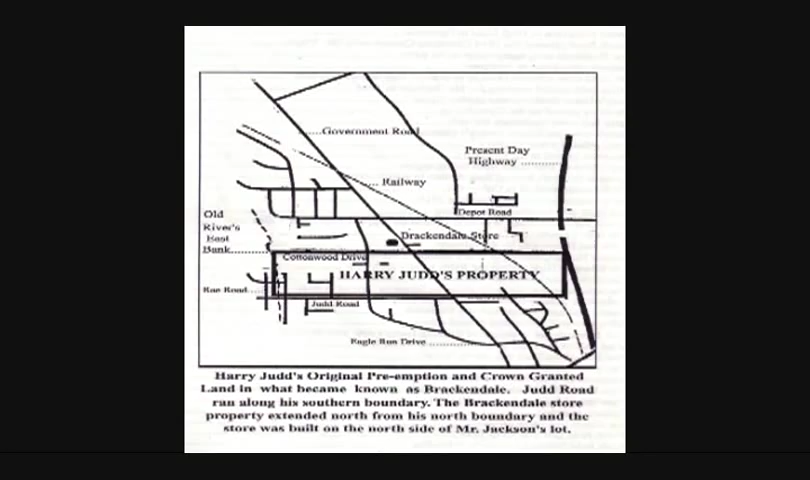 Government Road
Present Day
Highway
Railway
Depot Road
Old
River's
East
Bank
Brackendale Store
Cottonwood Drive
HARRY JUDD'S PROPERTY
Rae Road
Judd Road
Eagle Run Drive
Harry Judd's Original Pre-emption and Crown Granted
Land in what became known as Brackendale. Judd Road
ran along his southern boundary. The Brackendale store
property extended north from his north boundary and the
store was built on the north side of Mr. Jackson's lot.